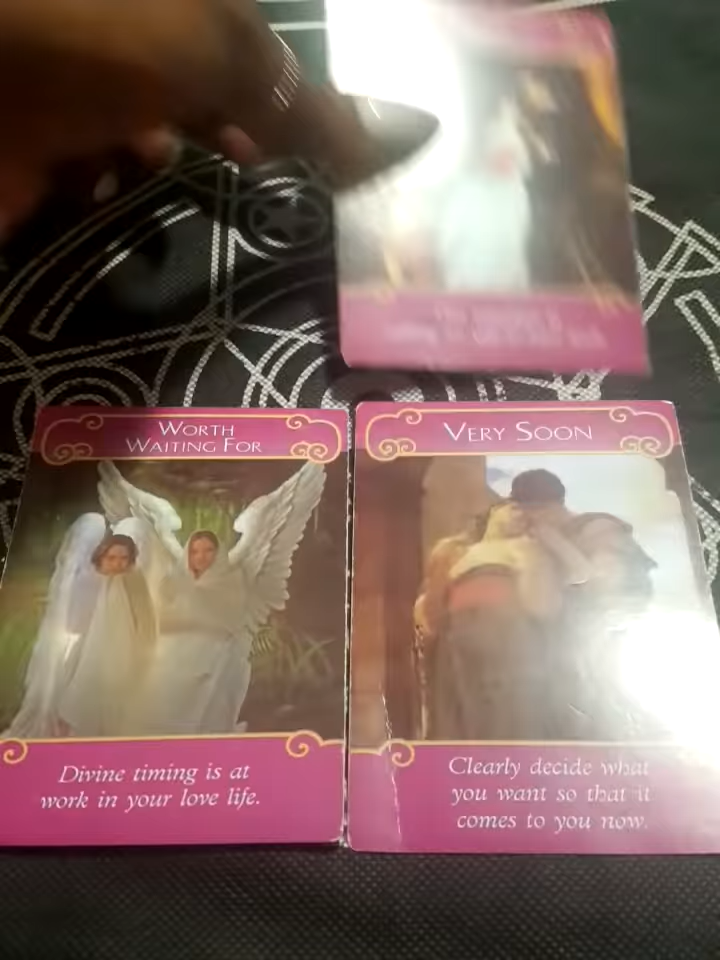 WORTH
WAITING FOR
Divine timing is at
work in your love life.
VERY SOON
Clearly decide what
you want so that it
comes to you now.